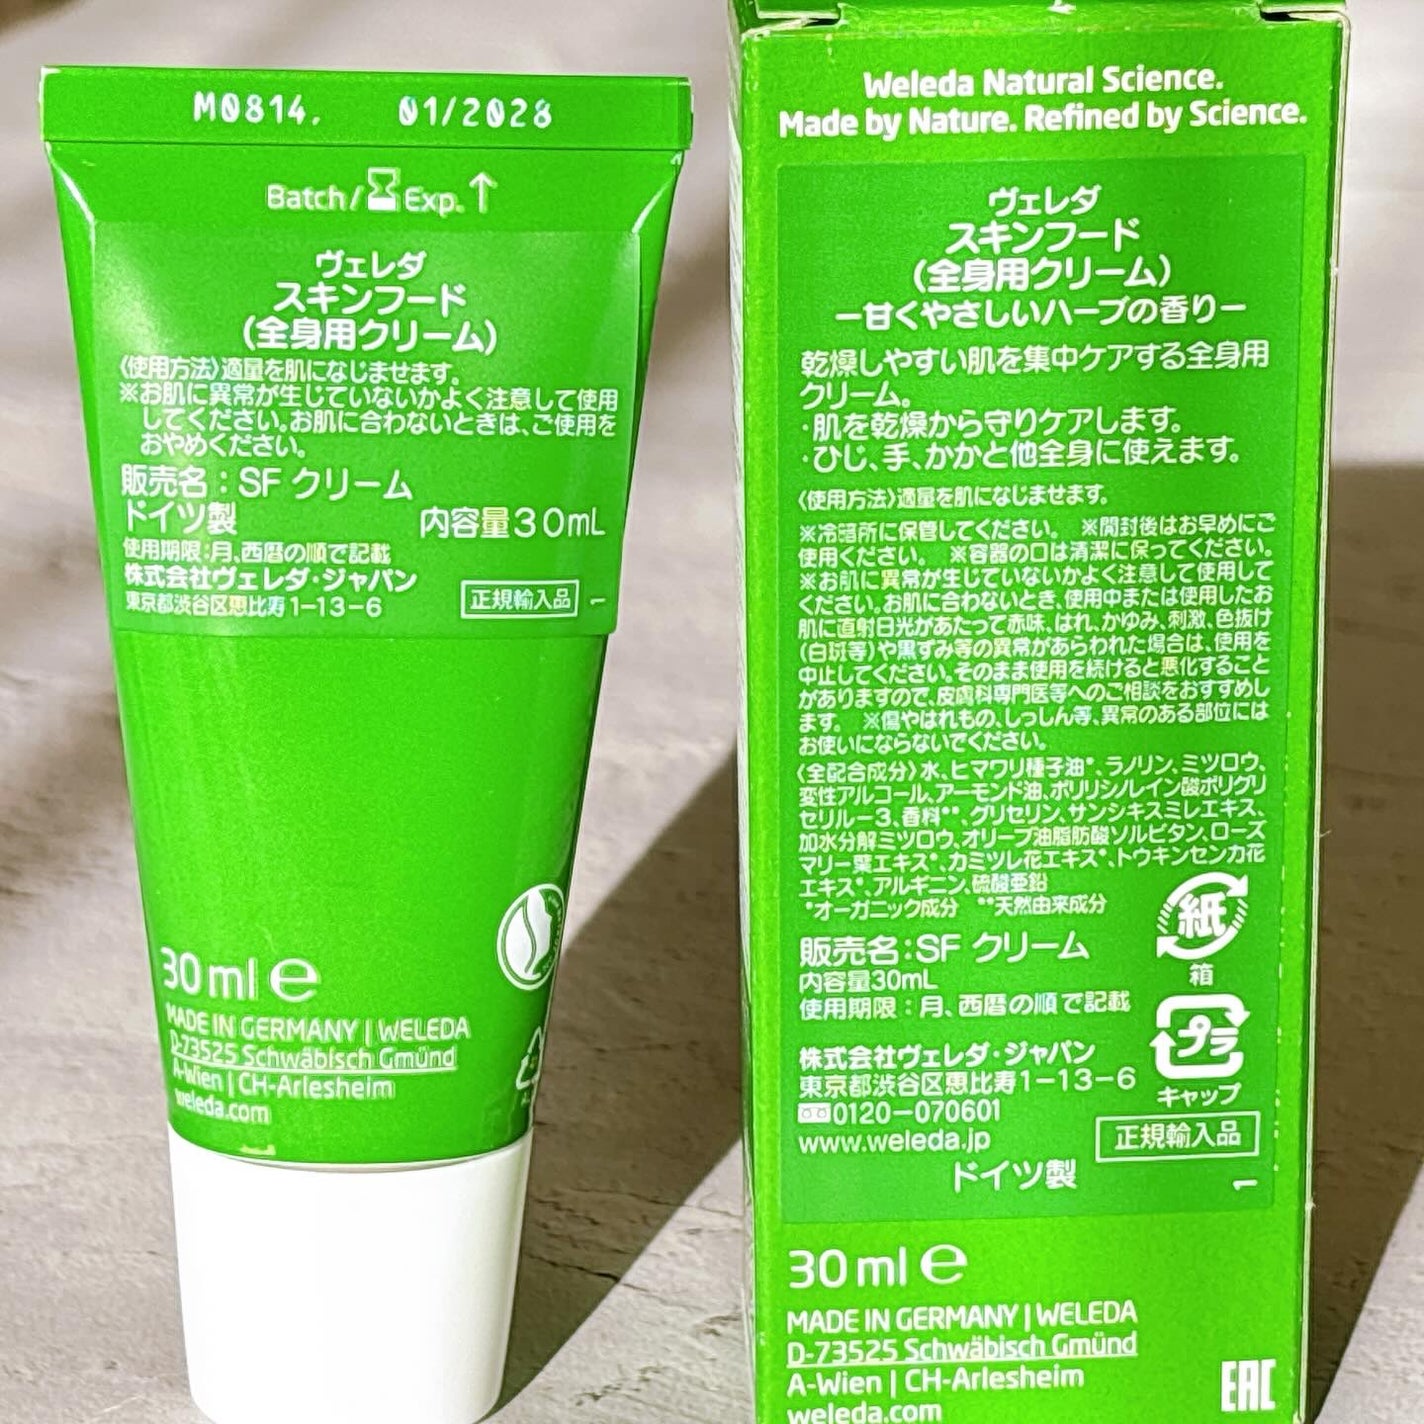 M0814. 01/2028
Batch/ Exp.↑
ヴェレダ
スキンフード
(全身用クリーム)
〈使用方法〉適量を肌になじませます。
※お肌に異常が生じていないかよく注意して使用
してください。お肌に合わないときは、ご使用を
おやめください。
販売名：SF クリーム
ドイツ製 内容量30mL
使用期限：月、西暦の順で記載
株式会社ヴェレダ・ジャパン
東京都渋谷区恵比寿1-13-6 正規輸入品 1
30 ml e
MADE IN GERMANY | WELEDA
D-73525 Schwäbisch Gmünd
A-Wien | CH-Arlesheim
weleda.com
Weleda Natural Science.
Made by Nature. Refined by Science.
ヴェレダ
スキンフード
(全身用クリーム)
ー甘くやさしいハーブの香りー
乾燥しやすい肌を集中ケアする全身用
クリーム。
・肌を乾燥から守りケアします。
・ひじ、手、かかと他全身に使えます。
〈使用方法〉適量を肌になじませます。
※冷暗所に保管してください。 ※開封後はお早めにご
使用ください。 ※容器の口は清潔に保ってください。
※お肌に異常が生じていないかよく注意して使用して
ください。お肌に合わないとき、使用中または使用したお
肌に直射日光があたって赤味、はれ、かゆみ、刺激、色抜け
(白斑等)や黒ずみ等の異常があらわれた場合は、使用を
中止してください。そのまま使用を続けると悪化すること
がありますので、皮膚科専門医等へのご相談をおすすめし
ます。 ※傷やはれもの、しっしん等、異常のある部位には
お使いにならないでください。
〈全配合成分〉水、ヒマワリ種子油*、ラノリン、ミツロウ、
変性アルコール、アーモンド油、ポリリシノレイン酸ポリグリ
セリル－3、香料**、グリセリン、サンシキスミレエキス、
加水分解ミツロウ、オリーブ油脂肪酸ソルビタン、ローズ
マリー葉エキス*、カミツレ花エキス*、トウキンセンカ花
エキス*、アルギニン、硫酸亜鉛
*オーガニック成分 **天然由来成分
紙
箱
販売名：SF クリーム
内容量30mL
使用期限：月、西暦の順で記載
プラ
キャップ
株式会社ヴェレダ・ジャパン
東京都渋谷区恵比寿1-13-6
0120-070601
www.weleda.jp 正規輸入品
ドイツ製 1
30 ml e
MADE IN GERMANY | WELEDA
D-73525 Schwäbisch Gmünd
A-Wien | CH-Arlesheim EAC
weleda.com